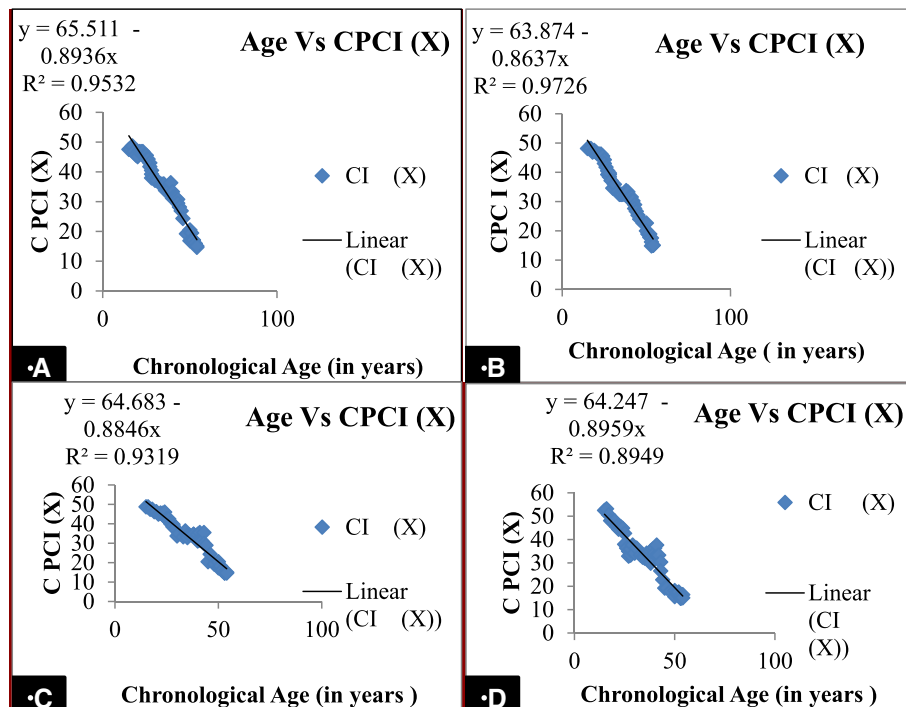 y = 65.511 -
0.8936x
R² = 0.9532
Age Vs CPCI (X)
C PCI (X)
60
50
40
30
20
10
0
0
100
CI (X)
Linear
(CI (X))
•A
Chronological Age (in years)
y = 63.874 -
0.8637x
R² = 0.9726
Age Vs CPCI (X)
CPC I (X)
60
50
40
30
20
10
0
0
100
CI (X)
Linear
(CI (X))
•B
Chronological Age ( in years)
y = 64.683 -
0.8846x
R² = 0.9319
Age Vs CPCI (X)
C PCI (X)
60
50
40
30
20
10
0
0
50
100
CI (X)
Linear
(CI (X))
•C
Chronological Age (in years )
y = 64.247 -
0.8959x
R² = 0.8949
Age Vs CPCI (X)
C PCI (X)
60
50
40
30
20
10
0
0
50
100
CI (X)
Linear
(CI
(X))
•D
Chronological Age (in years )